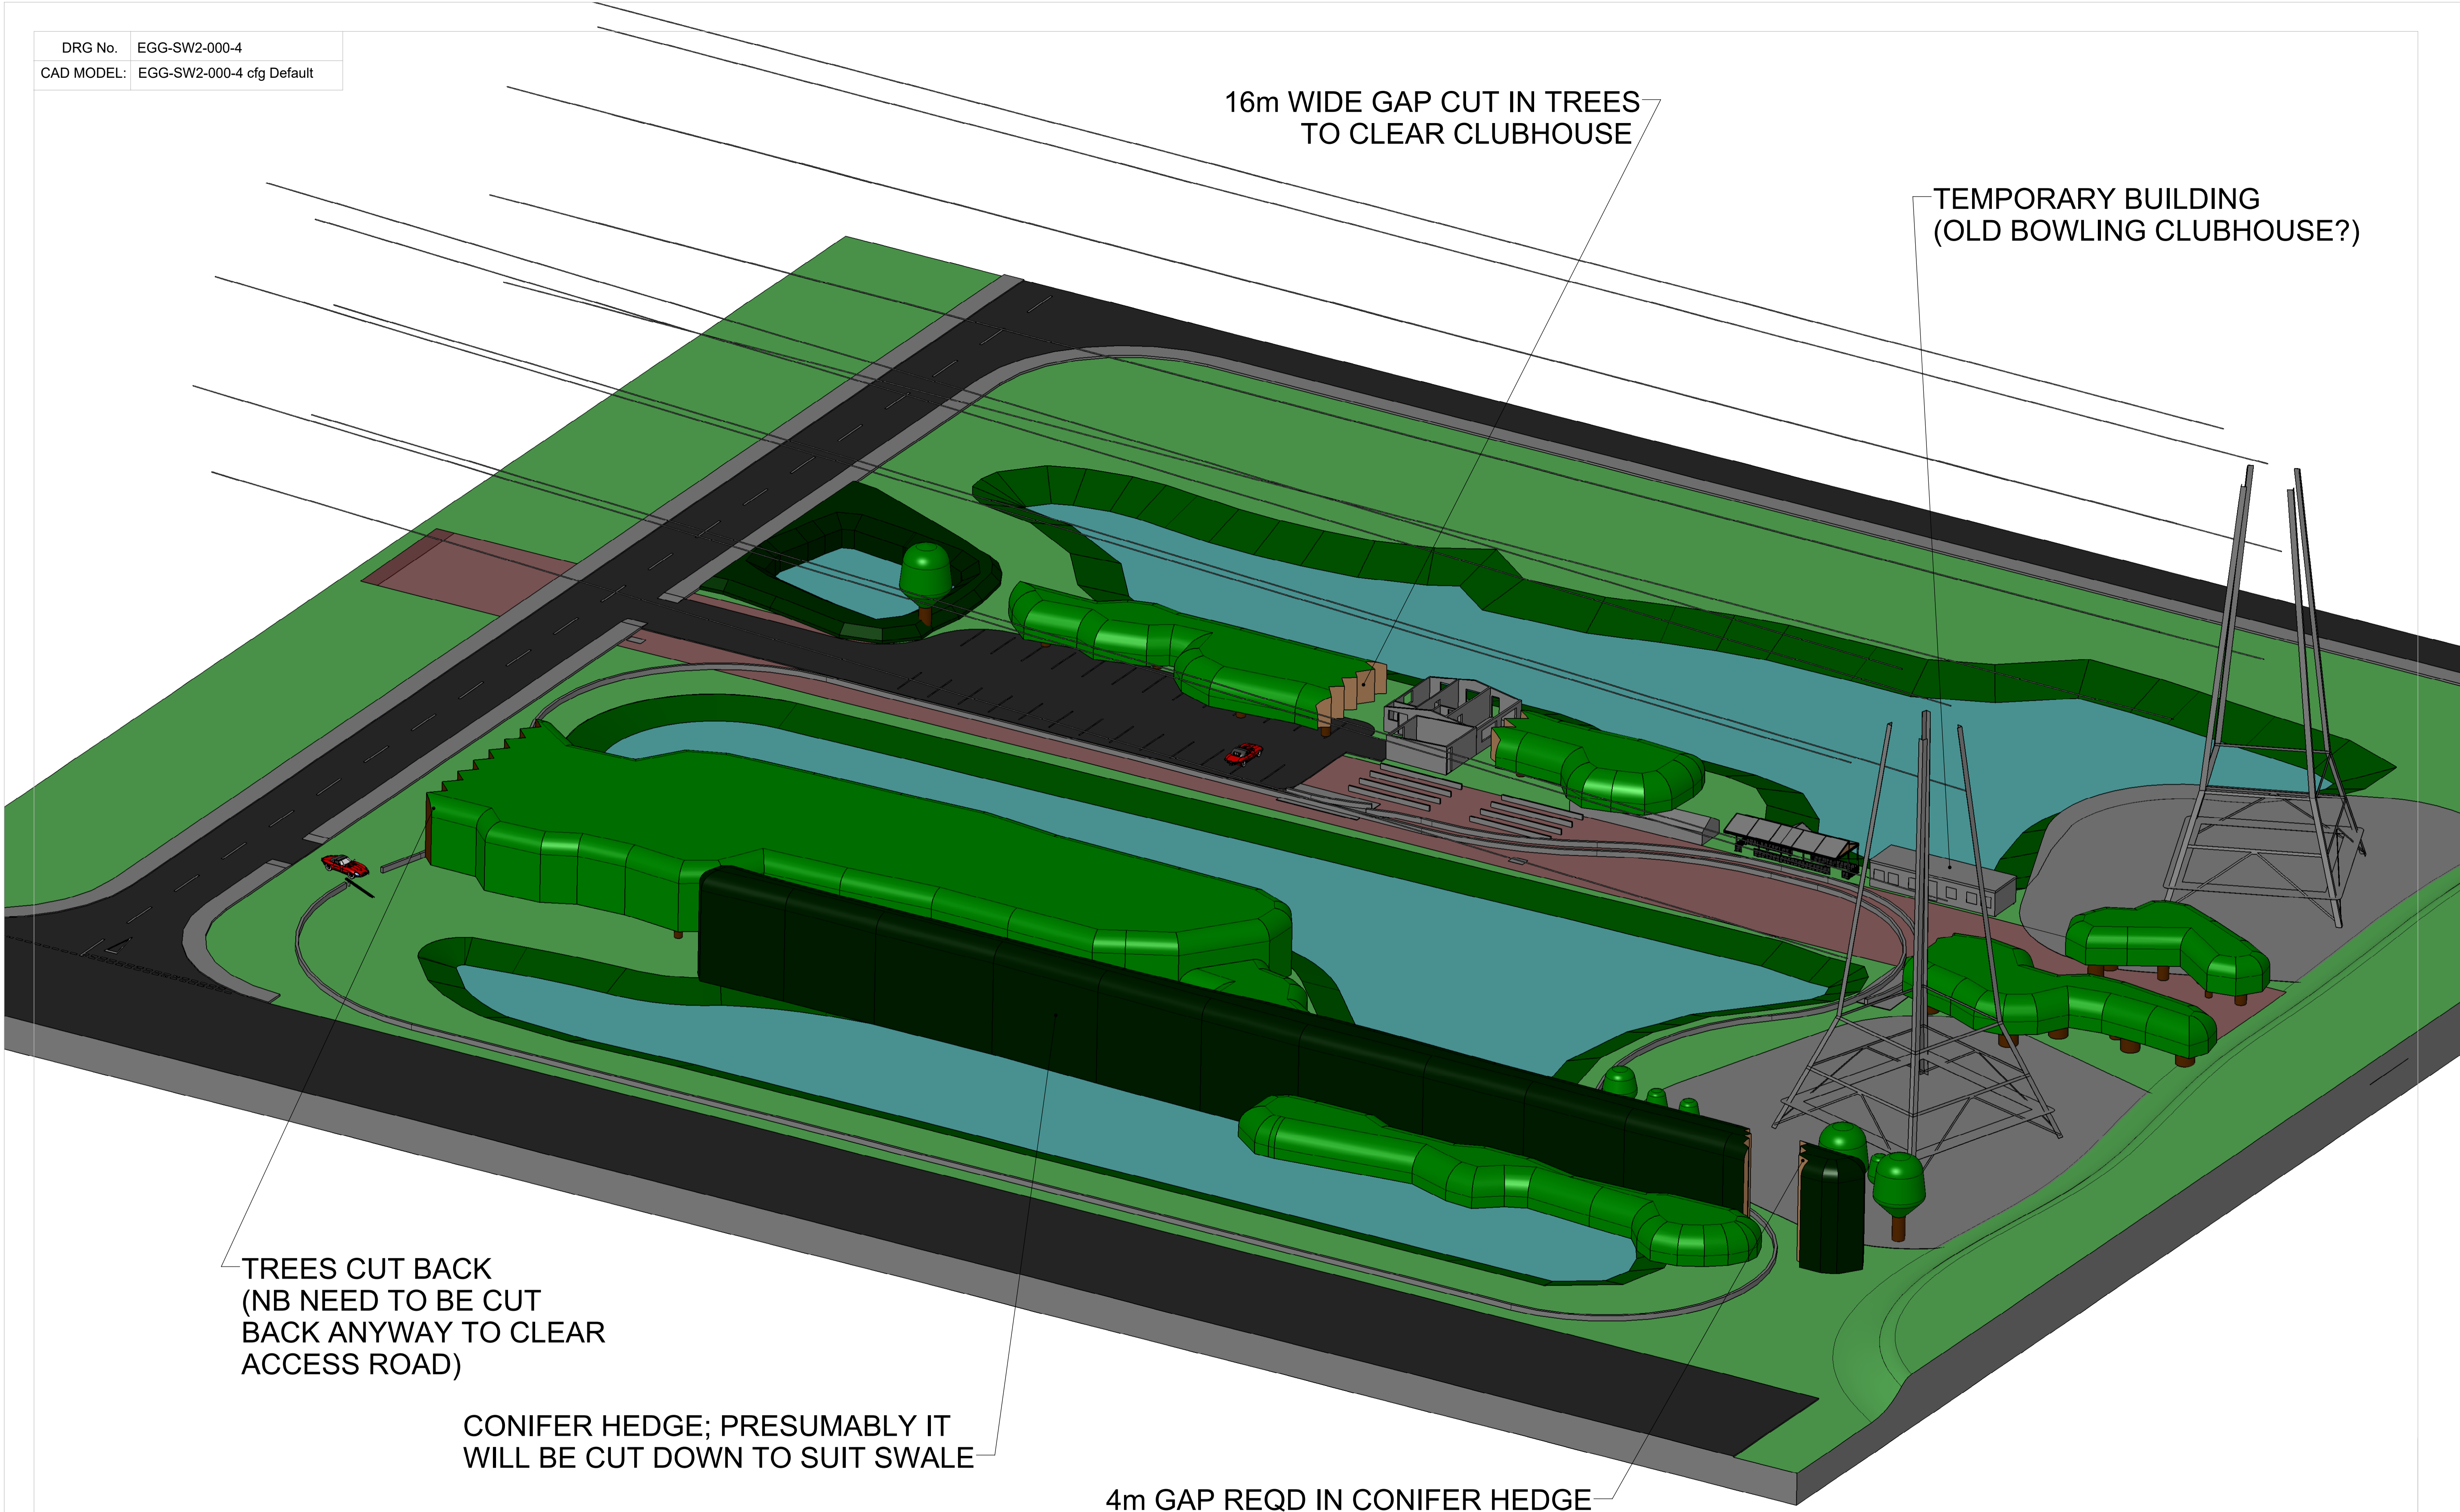 DRG No. EGG-SW2-000-4
CAD MODEL: EGG-SW2-000-4 cfg Default
16m WIDE GAP CUT IN TREES
TO CLEAR CLUBHOUSE
TEMPORARY BUILDING
(OLD BOWLING CLUBHOUSE?)
TREES CUT BACK
(NB NEED TO BE CUT
BACK ANYWAY TO CLEAR
ACCESS ROAD)
CONIFER HEDGE; PRESUMABLY IT
WILL BE CUT DOWN TO SUIT SWALE
4m GAP REQD IN CONIFER HEDGE